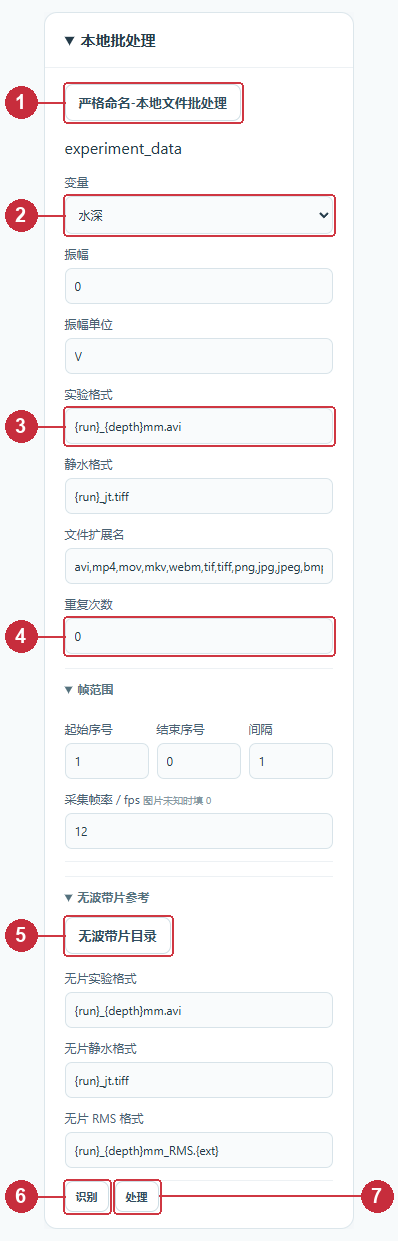 ▼ 本地批处理
1 严格命名-本地文件批处理
experiment_data
变量
2 水深
振幅
0
振幅单位
V
实验格式
3 {run}_{depth}mm.avi
静水格式
{run}_jt.tiff
文件扩展名
avi,mp4,mov,mkv,webm,tif,tiff,png,jpg,jpeg,bmp
重复次数
4 0
▼ 帧范围
起始序号 结束序号 间隔
1 0 1
采集帧率 / fps 图片未知时填 0
12
▼ 无波带片参考
5 无波带片目录
无片实验格式
{run}_{depth}mm.avi
无片静水格式
{run}_jt.tiff
无片 RMS 格式
{run}_{depth}mm_RMS.{ext}
6 识别 处理 7